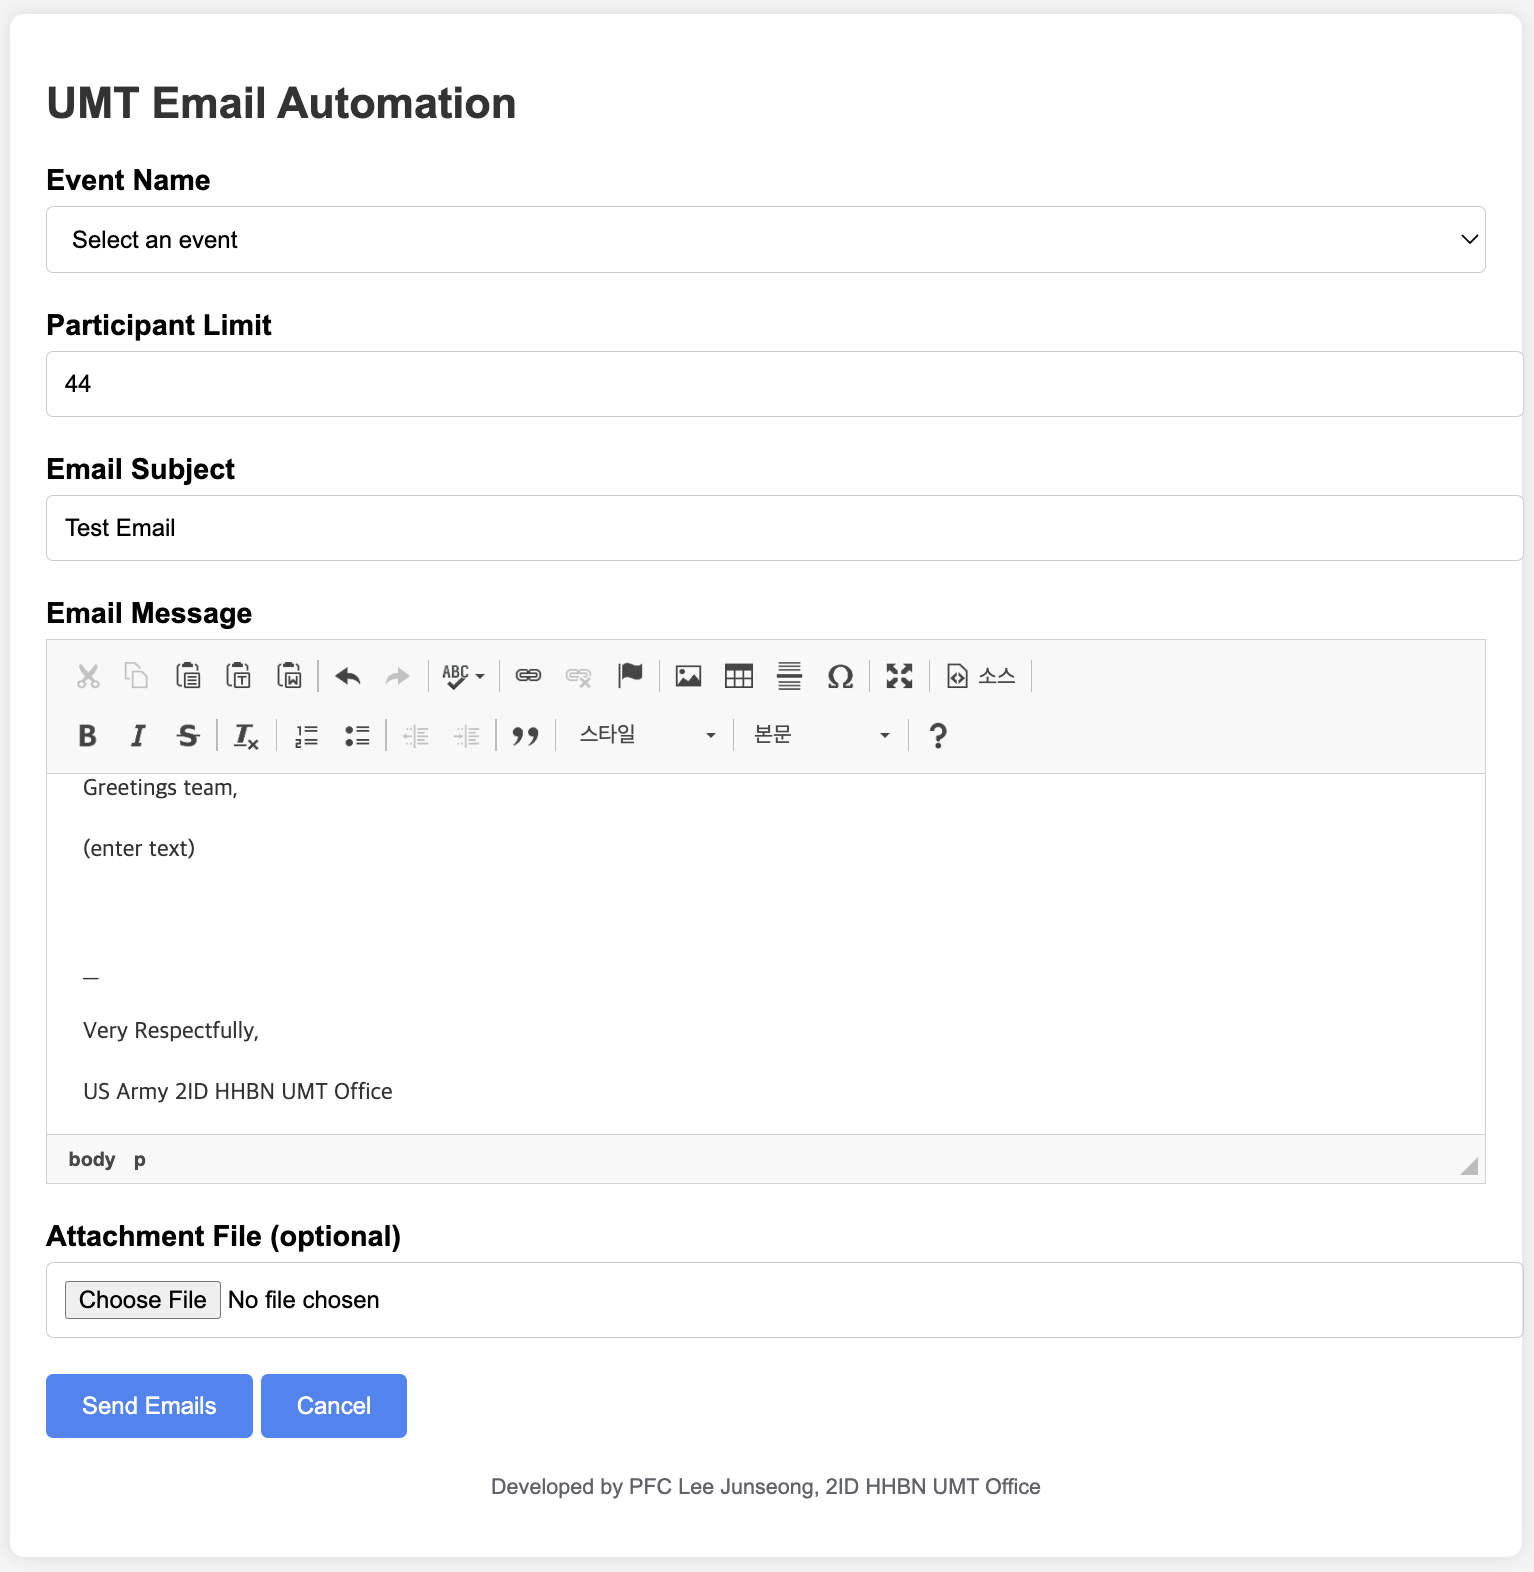 UMT Email Automation
Event Name
Select an event
Participant Limit
44
Email Subject
Test Email
Email Message
ABC 소스
스타일 본문 ?
Greetings team,
(enter text)
—
Very Respectfully,
US Army 2ID HHBN UMT Office
body p
Attachment File (optional)
Choose File No file chosen
Send Emails Cancel
Developed by PFC Lee Junseong, 2ID HHBN UMT Office